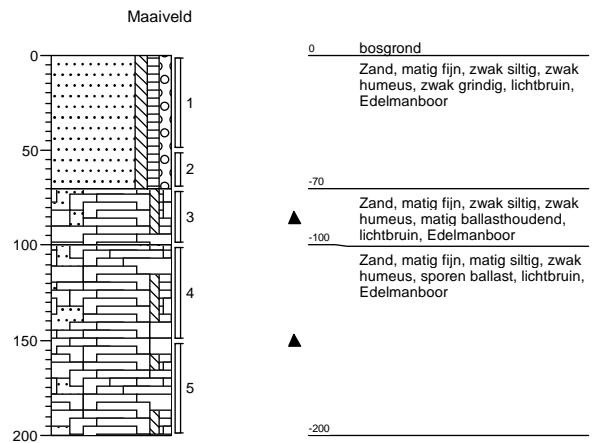 Maaiveld
0
50
100
150
200
1
2
3
4
5
0 bosgrond
Zand, matig fijn, zwak siltig, zwak
humeus, zwak grindig, lichtbruin,
Edelmanboor
-70
Zand, matig fijn, zwak siltig, zwak
humeus, matig ballasthoudend,
lichtbruin, Edelmanboor
-100
Zand, matig fijn, matig siltig, zwak
humeus, sporen ballast, lichtbruin,
Edelmanboor
-200